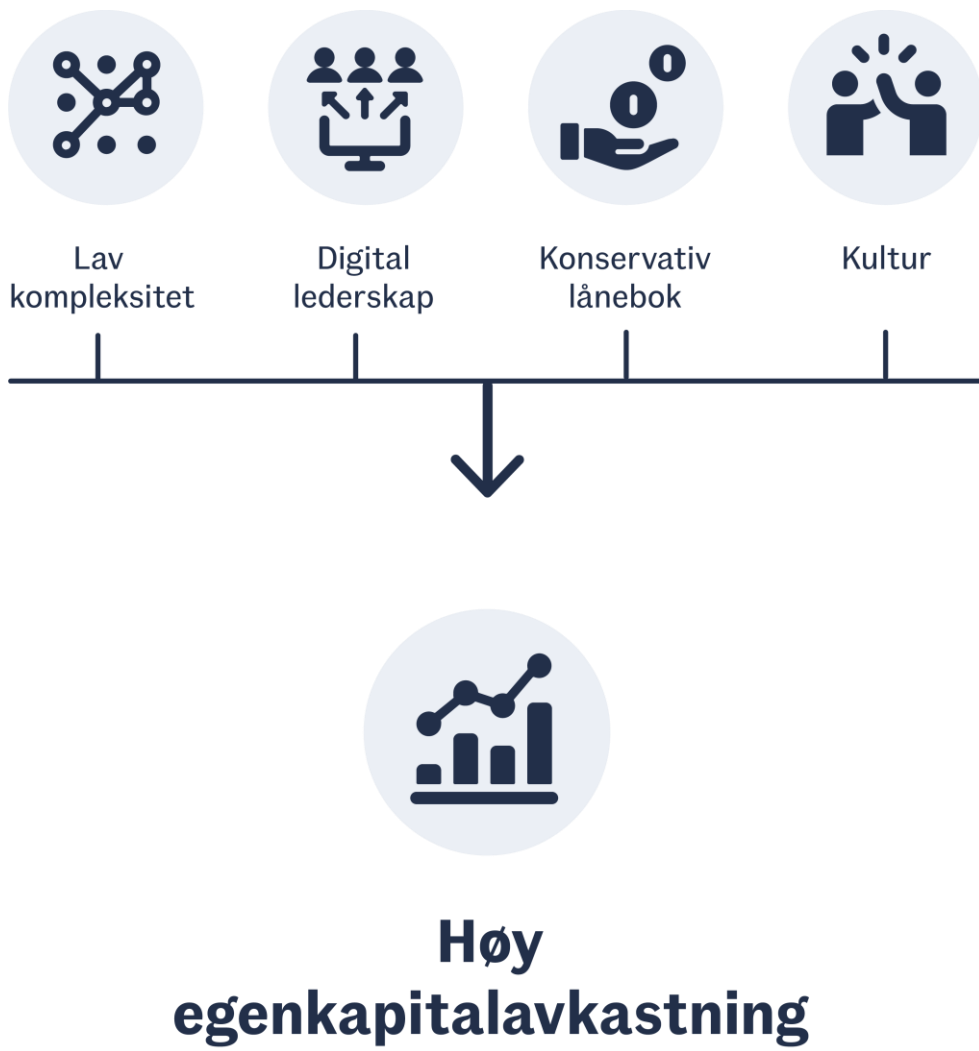 Lav
kompleksitet
Digital
lederskap
Konservativ
lånebok
Kultur
Høy
egenkapitalavkastning